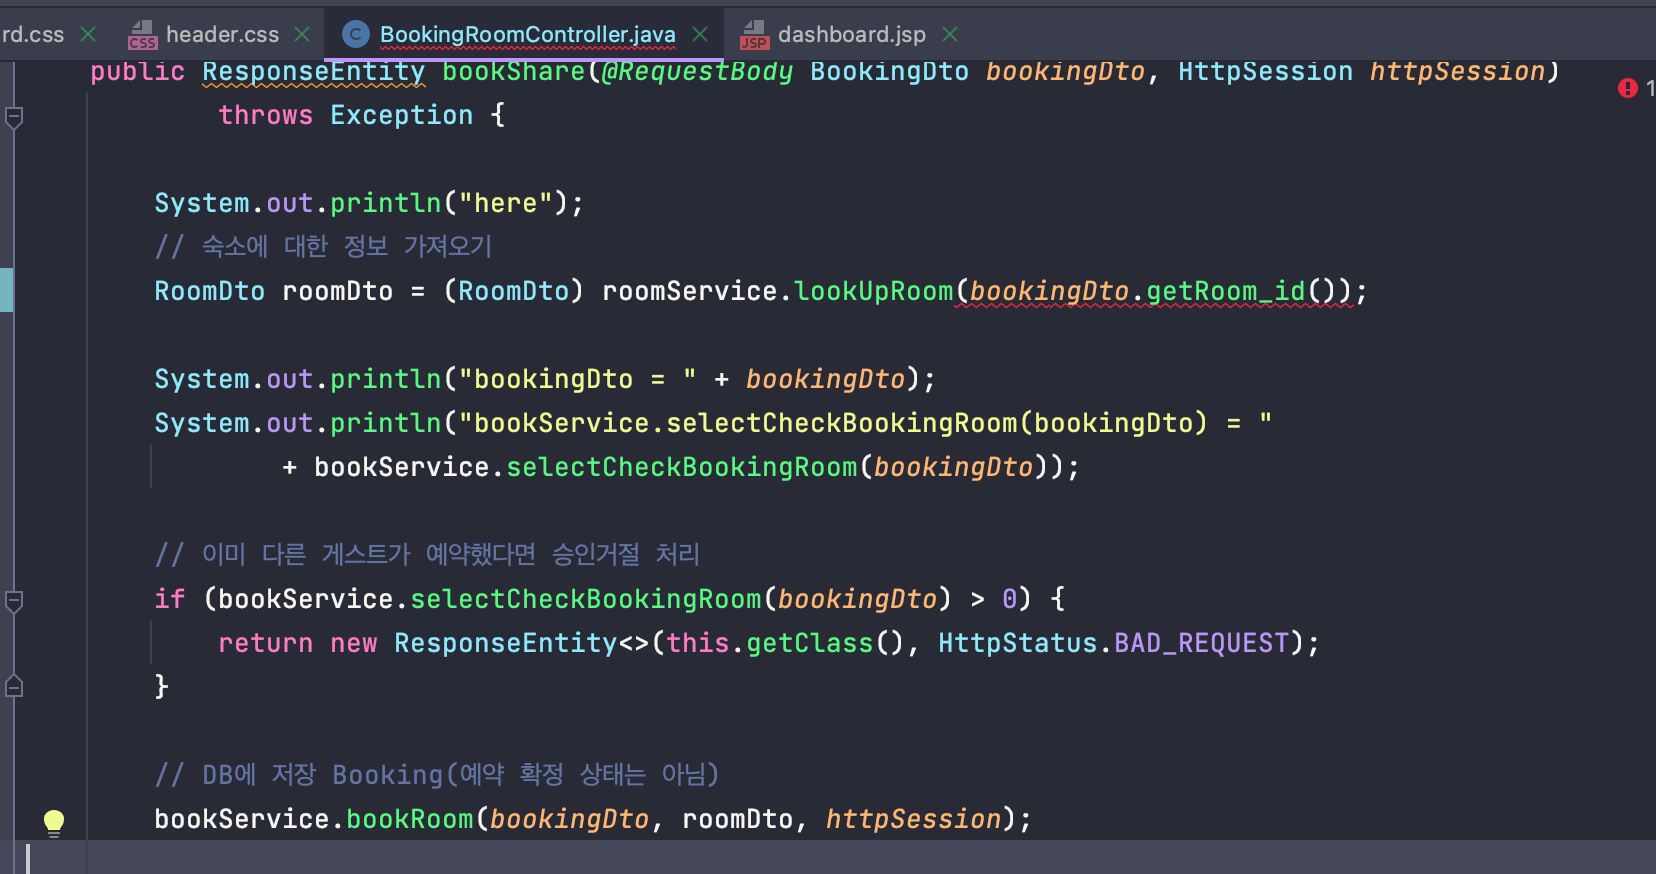 rd.css
CSS header.css
C BookingRoomController.java
JSP dashboard.jsp
public ResponseEntity bookShare(@RequestBody BookingDto bookingDto, HttpSession httpSession)
1
throws Exception {
System.out.println("here");
// 숙소에 대한 정보 가져오기
RoomDto roomDto = (RoomDto) roomService.lookUpRoom(bookingDto.getRoom_id());
System.out.println("bookingDto = " + bookingDto);
System.out.println("bookService.selectCheckBookingRoom(bookingDto) = "
+ bookService.selectCheckBookingRoom(bookingDto));
// 이미 다른 게스트가 예약했다면 승인거절 처리
if (bookService.selectCheckBookingRoom(bookingDto) > 0) {
return new ResponseEntity<>(this.getClass(), HttpStatus.BAD_REQUEST);
}
// DB에 저장 Booking(예약 확정 상태는 아님)
bookService.bookRoom(bookingDto, roomDto, httpSession);